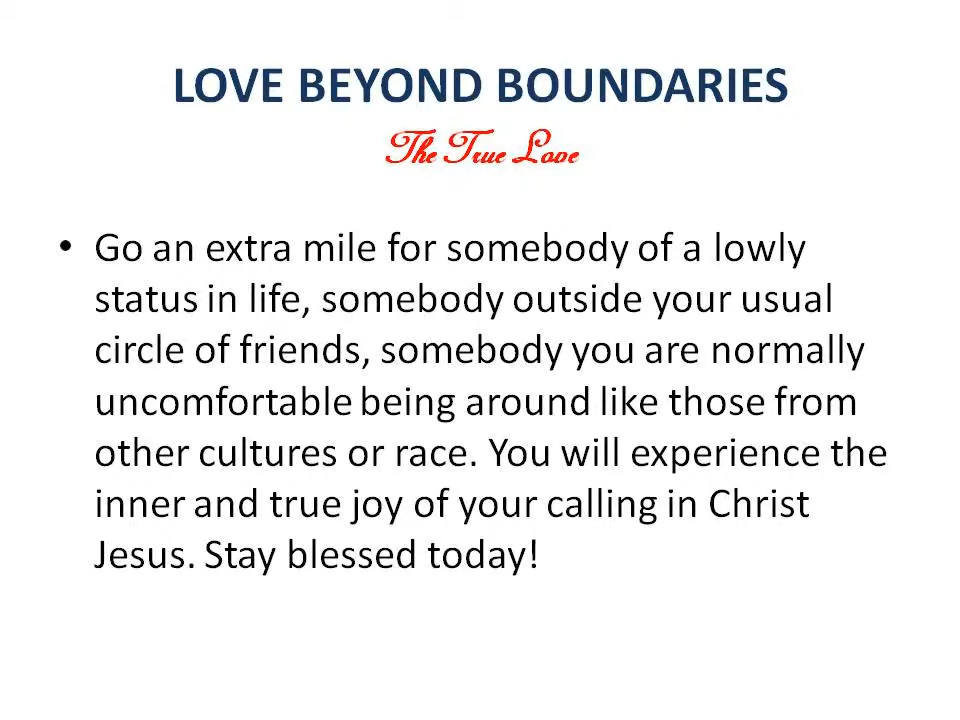 LOVE BEYOND BOUNDARIES
The True Love
• Go an extra mile for somebody of a lowly
status in life, somebody outside your usual
circle of friends, somebody you are normally
uncomfortable being around like those from
other cultures or race. You will experience the
inner and true joy of your calling in Christ
Jesus. Stay blessed today!